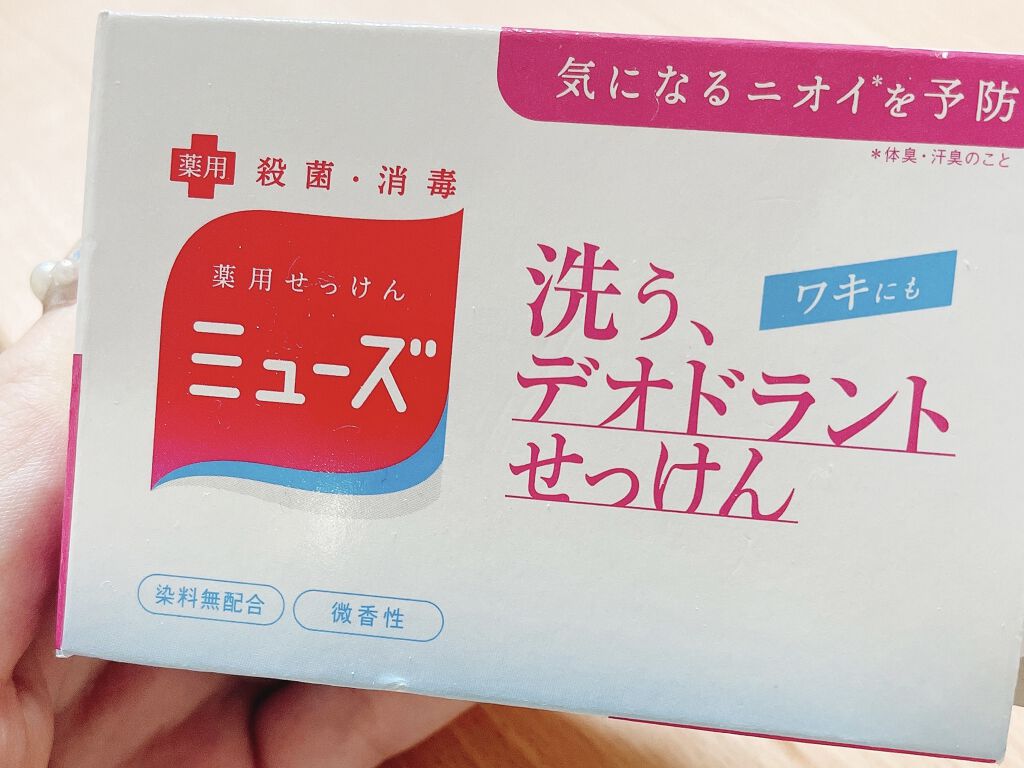 気になるニオイ*を予防
*体臭・汗臭のこと
薬用 殺菌・消毒
薬用せっけん
ミューズ
洗う、
ワキにも
デオドラント
せっけん
染料無配合
微香性